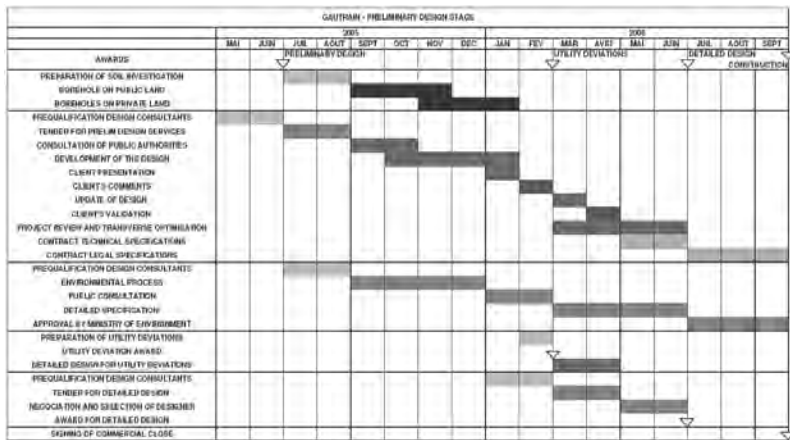 GAUTRAIN - PRELIMINARY DESIGN STAGE
2005 2006
MAI JUIN JUIL AOUT SEPT OCT NOV DEC JAN FEV MAR AVRI MAI JUIN JUIL AOUT SEPT
AWARDS PRELIMINARY DESIGN UTILITY DEVIATIONS DETAILED DESIGN
CONSTRUCTION
PREPARATION OF SOIL INVESTIGATION
BOREHOLE ON PUBLIC LAND
BOREHOLES ON PRIVATE LAND
PREQUALIFICATION DESIGN CONSULTANTS
TENDER FOR PRELIM DESIGN SERVICES
CONSULTATION OF PUBLIC AUTHORITIES
DEVELOPMENT OF THE DESIGN
CLIENT PRESENTATION
CLIENT'S COMMENTS
UPDATE OF DESIGN
CLIENT'S VALIDATION
PROJECT REVIEW AND TRANSVERSE OPTIMISATION
CONTRACT TECHNICAL SPECIFICATIONS
CONTRACT LEGAL SPECIFICATIONS
PREQUALIFICATION DESIGN CONSULTANTS
ENVIRONMENTAL PROCESS
PUBLIC CONSULTATION
DETAILED SPECIFICATION
APPROVAL BY MINISTRY OF ENVIRONMENT
PREPARATION OF UTILITY DEVIATIONS
UTILITY DEVIATION AWARD
DETAILED DESIGN FOR UTILITY DEVIATIONS
PREQUALIFICATION DESIGN CONSULTANTS
TENDER FOR DETAILED DESIGN
NEGOCIATION AND SELECTION OF DESIGNER
AWARD FOR DETAILED DESIGN
SIGNING OF COMMERCIAL CLOSE